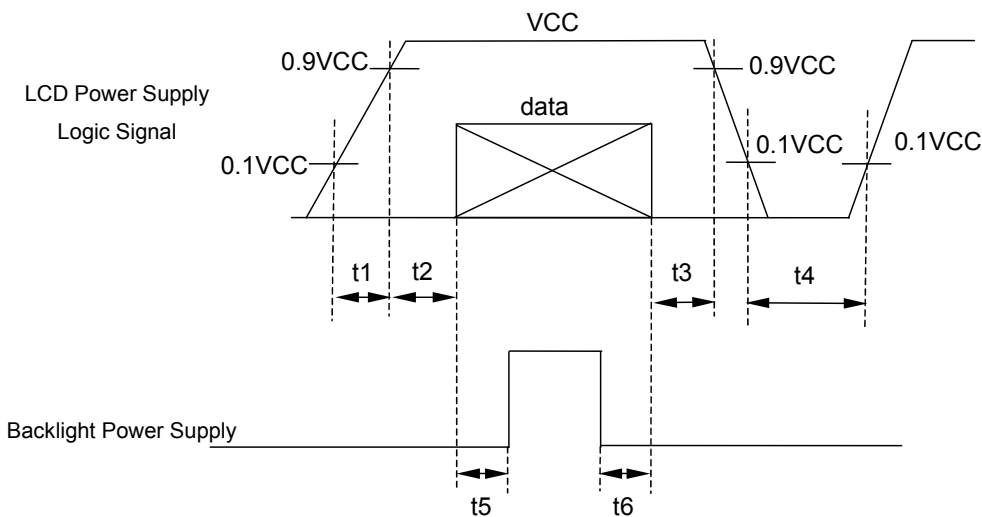 VCC
0.9VCC
0.9VCC
LCD Power Supply
Logic Signal
data
0.1VCC
0.1VCC
0.1VCC
t1
t2
t3
t4
Backlight Power Supply
t5
t6